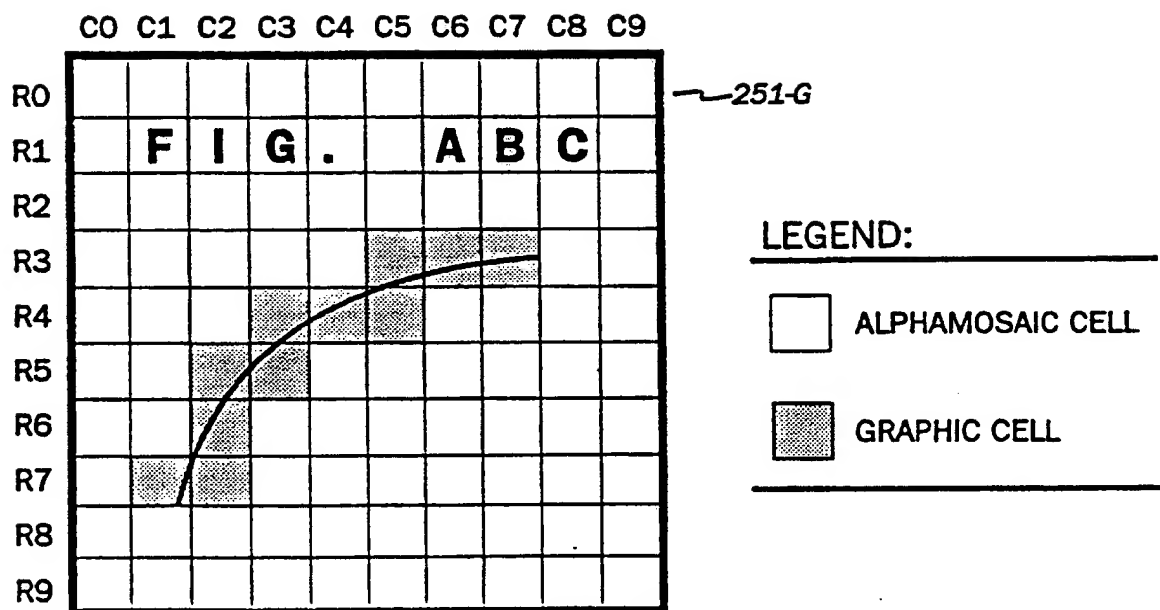 C0 C1 C2 C3 C4 C5 C6 C7 C8 C9
R0
251-G
R1 F I G . A B C
R2
R3
LEGEND:
R4
ALPHAMOSAIC CELL
R5
R6
GRAPHIC CELL
R7
R8
R9